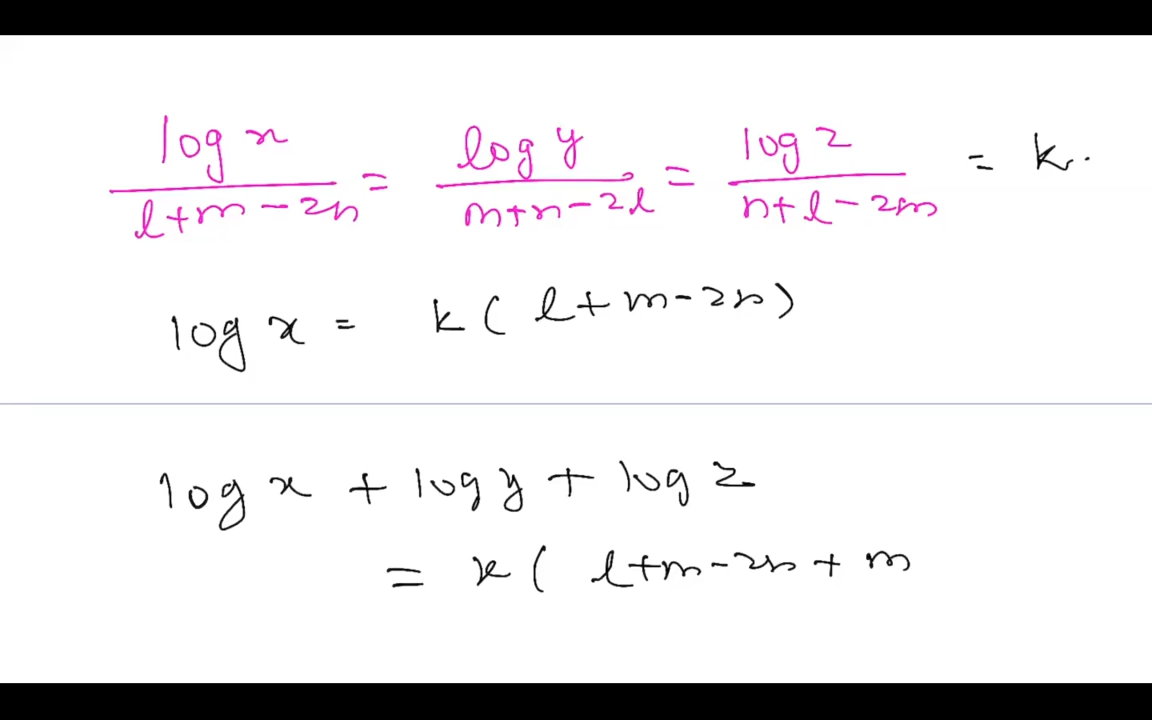 log x / l+m-2n = log y / m+n-2l = log z / n+l-2m = k.
log x = k ( l+m-2n )
log x + log y + log z
= k ( l+m-2n + m